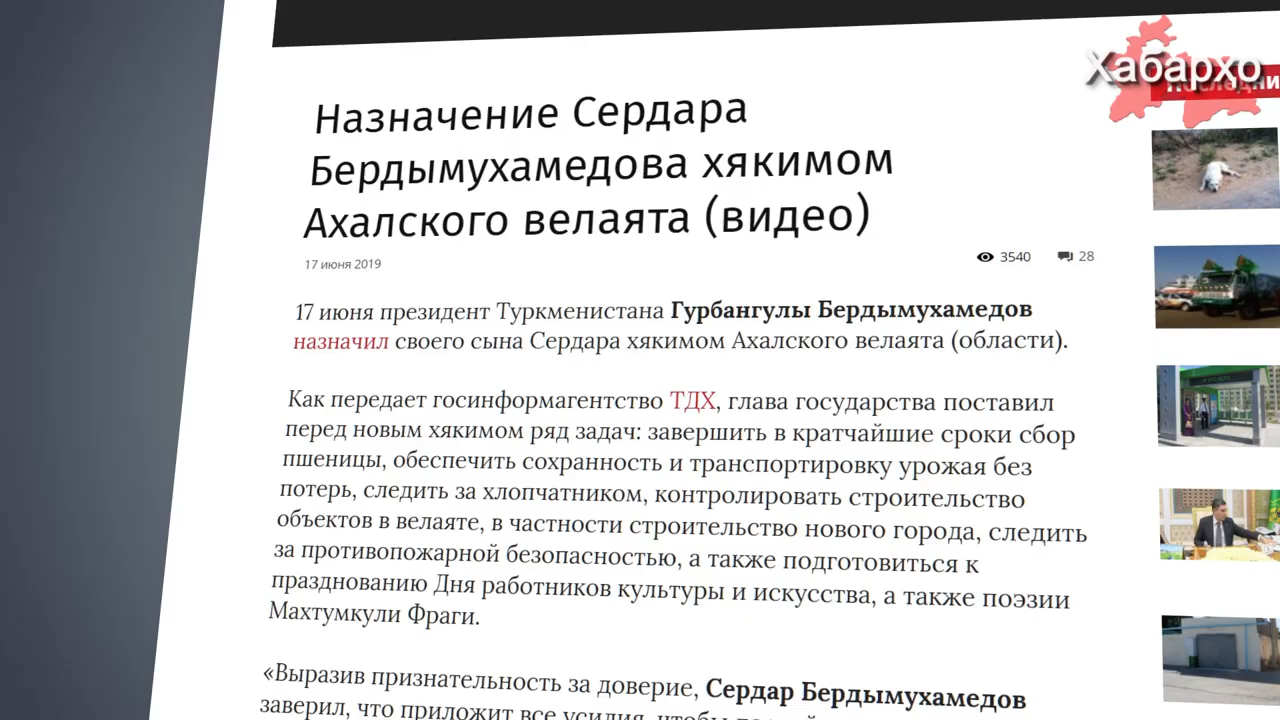 Хабархо
Назначение Сердара
Бердымухамедова хякимом
Ахалского велаята (видео)
17 июня 2019
3540
28
17 июня президент Туркменистана Гурбангулы Бердымухамедов
назначил своего сына Сердара хякимом Ахалского велаята (области).
Как передает госинформагентство ТДХ, глава государства поставил
перед новым хякимом ряд задач: завершить в кратчайшие сроки сбор
пшеницы, обеспечить сохранность и транспортировку урожая без
потерь, следить за хлопчатником, контролировать строительство
объектов в велаяте, в частности строительство нового города, следить
за противопожарной безопасностью, а также подготовиться к
празднованию Дня работников культуры и искусства, а также поэзии
Махтумкули Фраги.
«Выразив признательность за доверие, Сердар Бердымухамедов
заверил, что приложит все усилия, чтобы